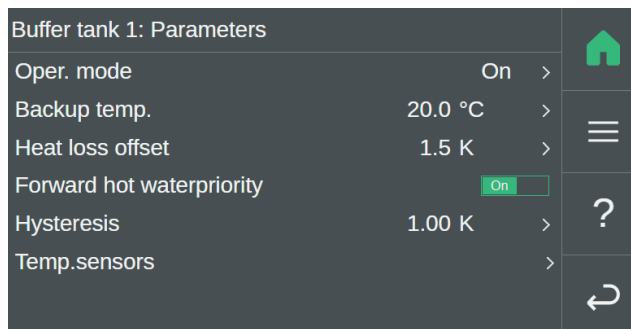 Buffer tank 1: Parameters
Oper. mode On >
Backup temp. 20.0 °C >
Heat loss offset 1.5 K >
Forward hot waterpriority On
Hysteresis 1.00 K >
Temp.sensors >
?